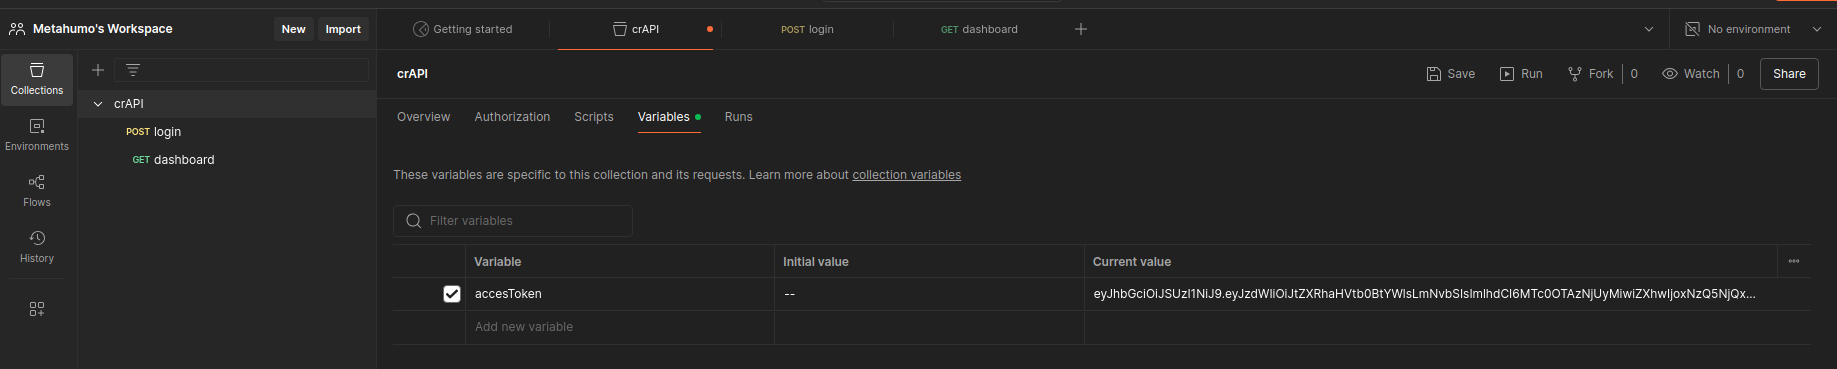 Metahumo's Workspace New Import
Getting started crAPI POST login GET dashboard No environment
Collections
Environments
Flows
History
crAPI
POST login
GET dashboard
crAPI Save Run Fork 0 Watch 0 Share
Overview Authorization Scripts Variables Runs
These variables are specific to this collection and its requests. Learn more about collection variables
Filter variables
Variable Initial value Current value
accesToken -- eyJhbGciOiJSUzI1NiJ9.eyJzdWIiOiJtZXRhaHVtb0BtYWlsLmNvbSIsImlhdCI6MTc0OTAzNjUyMiwiZXhwIjoxNzQ5NjQx...
Add new variable